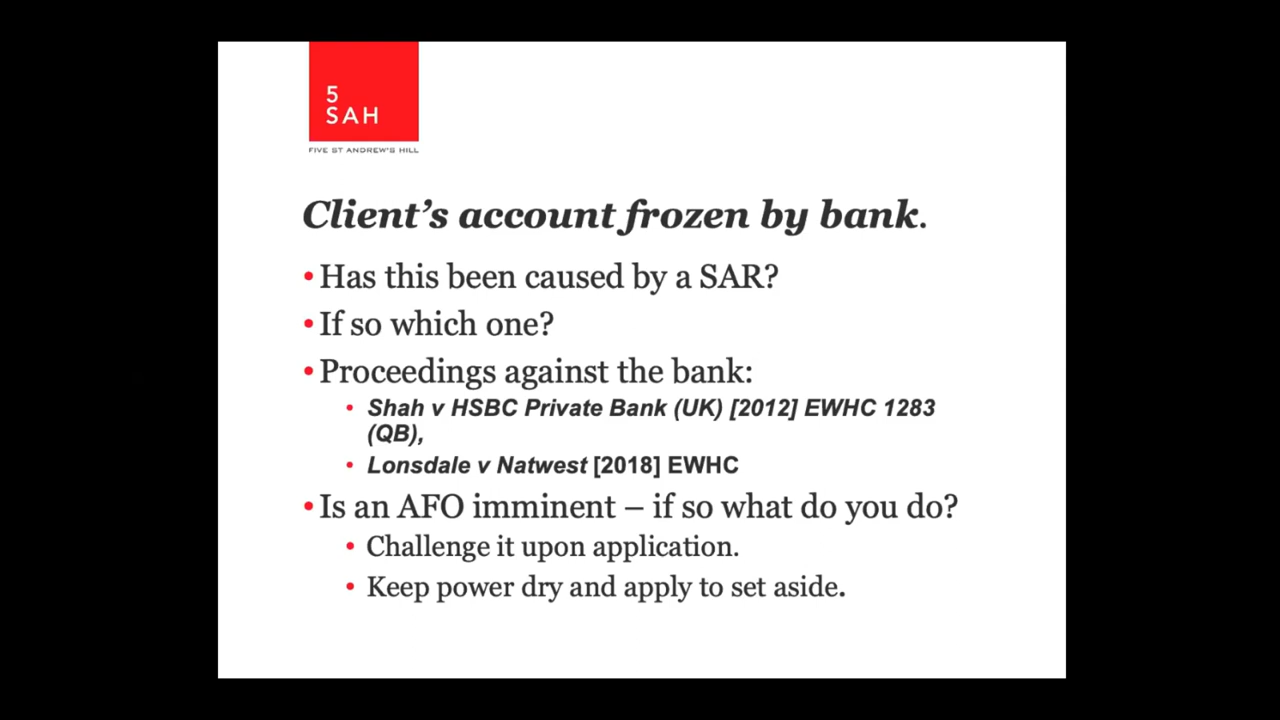 5
SAH
FIVE ST ANDREW'S HILL
Client's account frozen by bank.
• Has this been caused by a SAR?
• If so which one?
• Proceedings against the bank:
• Shah v HSBC Private Bank (UK) [2012] EWHC 1283
(QB),
• Lonsdale v Natwest [2018] EWHC
• Is an AFO imminent – if so what do you do?
• Challenge it upon application.
• Keep power dry and apply to set aside.